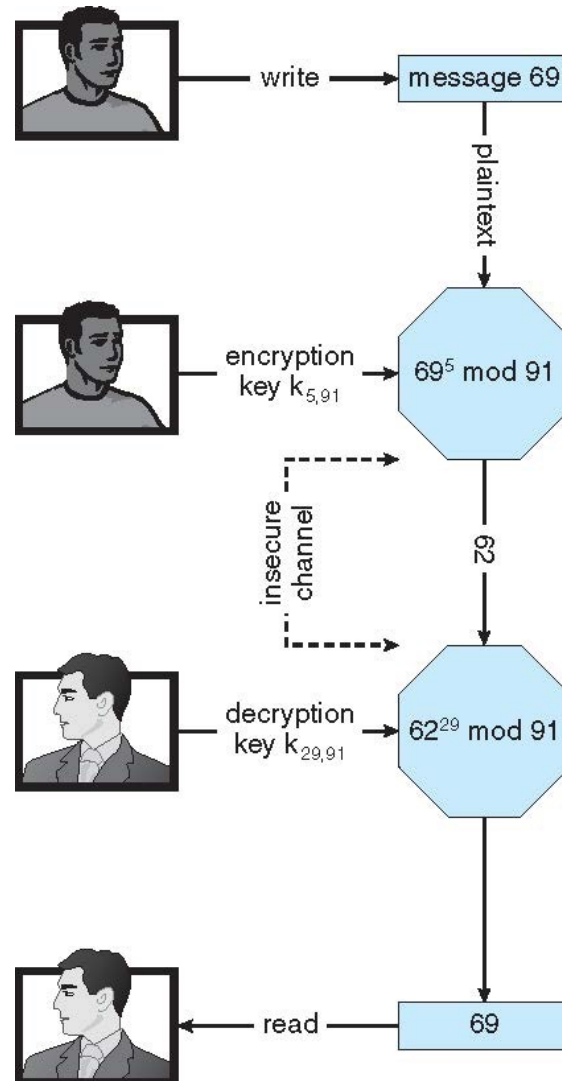 write
message 69
plaintext
encryption
key k₅,₉₁
69⁵ mod 91
insecure
channel
62
decryption
key k₂₉,₉₁
62²⁹ mod 91
read
69